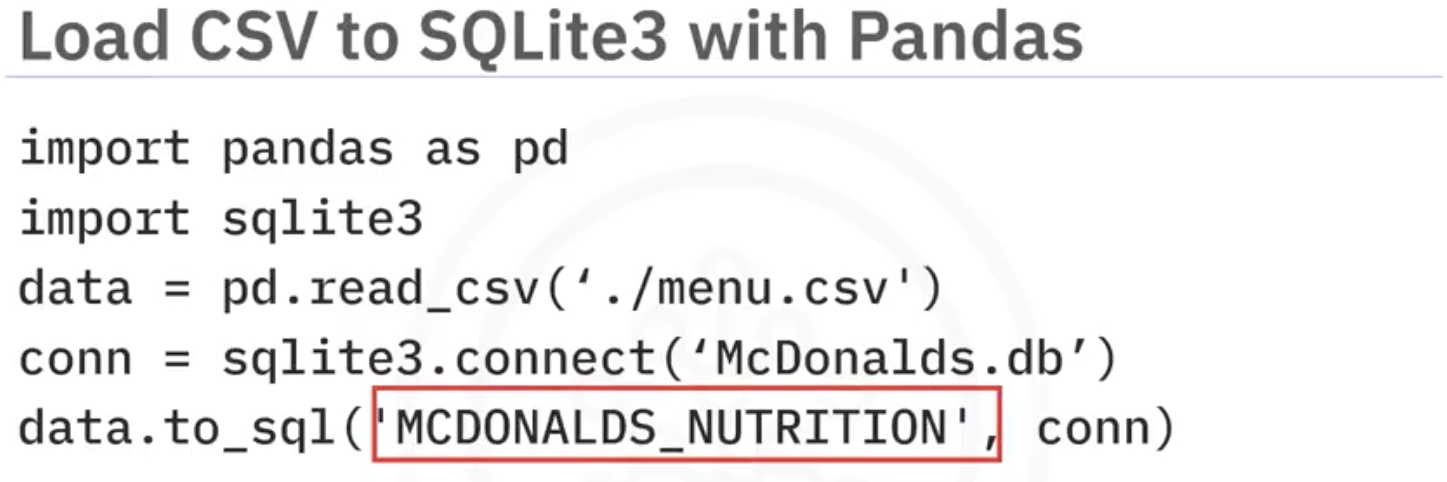 Load CSV to SQLite3 with Pandas
import pandas as pd
import sqlite3
data = pd.read_csv(‘./menu.csv')
conn = sqlite3.connect(‘McDonalds.db’)
data.to_sql('MCDONALDS_NUTRITION', conn)